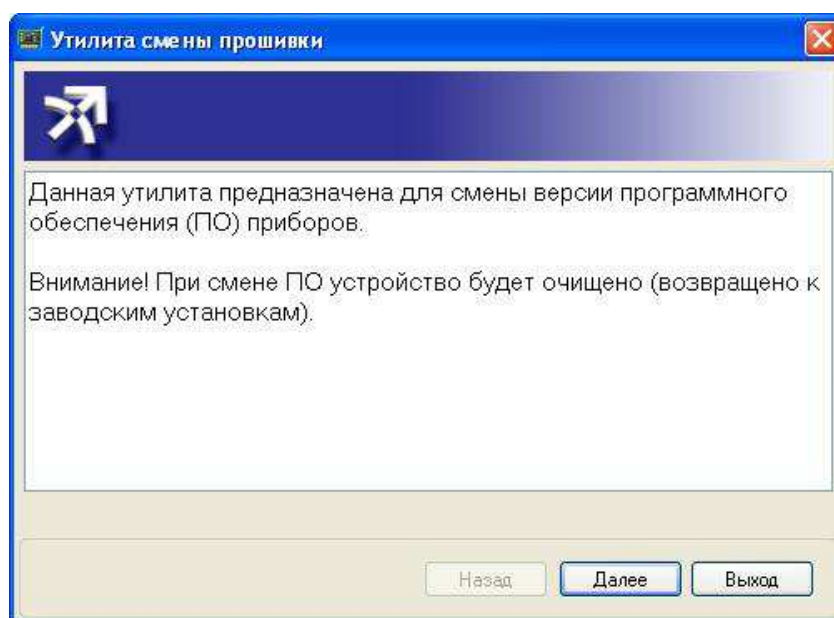 Утилита смены прошивки
Данная утилита предназначена для смены версии программного
обеспечения (ПО) приборов.
Внимание! При смене ПО устройство будет очищено (возвращено к
заводским установкам).
Назад Далее Выход